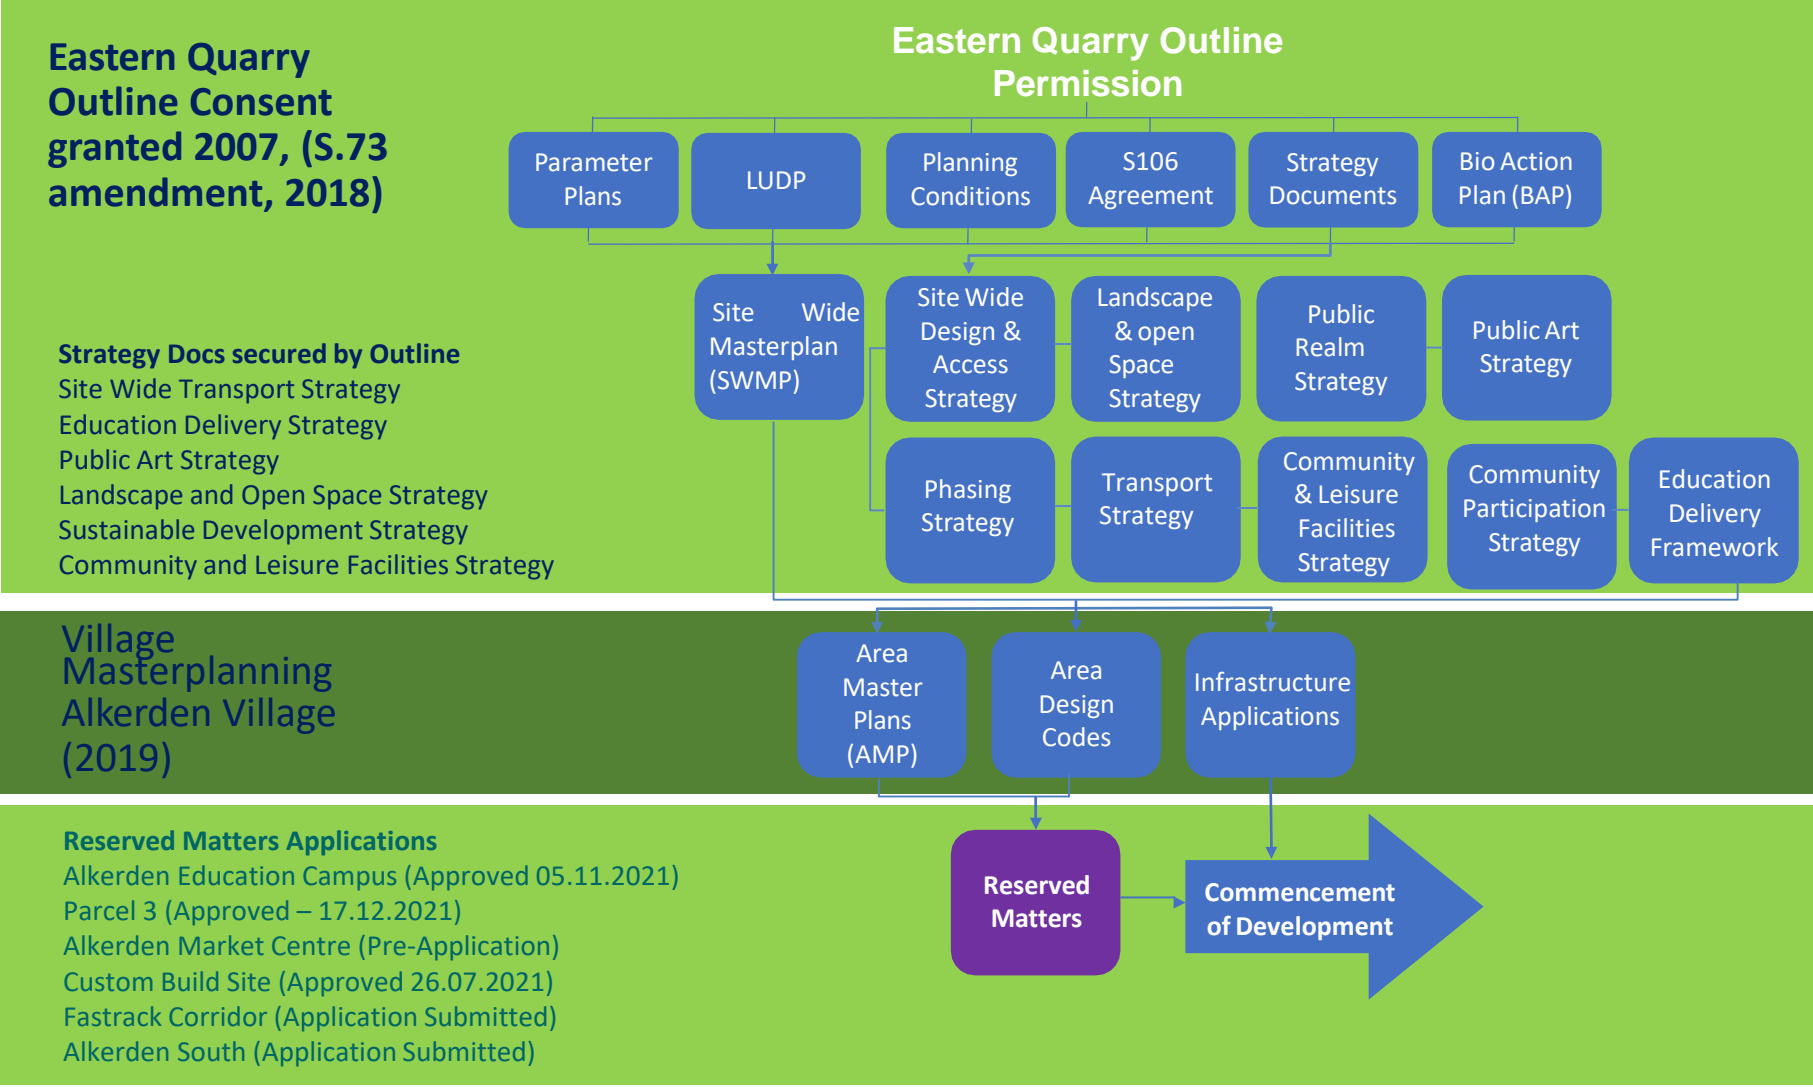 Eastern Quarry
Outline Consent
granted 2007, (S.73
amendment, 2018)
Eastern Quarry Outline
Permission
Parameter
Plans
LUDP
Planning
Conditions
S106
Agreement
Strategy
Documents
Bio Action
Plan (BAP)
Site Wide
Masterplan
(SWMP)
Site Wide
Design &
Access
Strategy
Landscape
& open
Space
Strategy
Public
Realm
Strategy
Public Art
Strategy
Strategy Docs secured by Outline
Site Wide Transport Strategy
Education Delivery Strategy
Public Art Strategy
Landscape and Open Space Strategy
Sustainable Development Strategy
Community and Leisure Facilities Strategy
Phasing
Strategy
Transport
Strategy
Community
& Leisure
Facilities
Strategy
Community
Participation
Strategy
Education
Delivery
Framework
Village
Masterplanning
Alkerden Village
(2019)
Area
Master
Plans
(AMP)
Area
Design
Codes
Infrastructure
Applications
Reserved Matters Applications
Alkerden Education Campus (Approved 05.11.2021)
Parcel 3 (Approved – 17.12.2021)
Alkerden Market Centre (Pre-Application)
Custom Build Site (Approved 26.07.2021)
Fastrack Corridor (Application Submitted)
Alkerden South (Application Submitted)
Reserved
Matters
Commencement
of Development